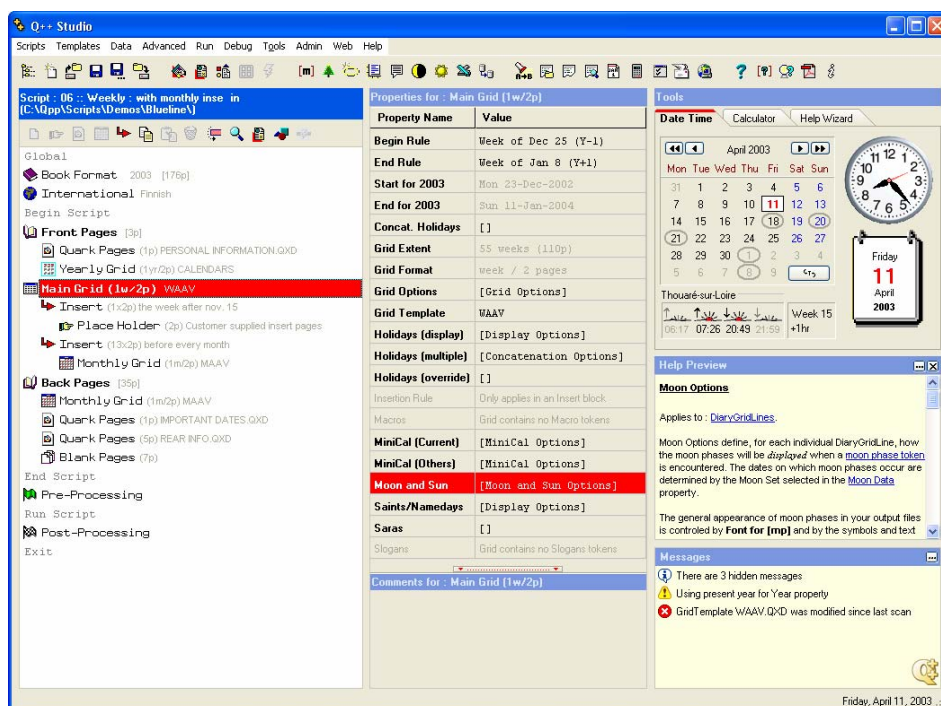 Q++ Studio
Scripts Templates Data Advanced Run Debug Tools Admin Web Help
Script : 06 :: Weekly : with monthly inse in
(C:\Qpp\Scripts\Demos\Blueline\)
Global
Book Format 2003 [176p]
International Finnish
Begin Script
Front Pages [3p]
Quark Pages (1p) PERSONAL INFORMATION.QXD
Yearly Grid (1yr/2p) CALENDARS
Main Grid (1w/2p) WAAV
Insert (1x2p) the week after nov. 15
Place Holder (2p) Customer supplied insert pages
Insert (13x2p) before every month
Monthly Grid (1m/2p) MAAV
Back Pages [35p]
Monthly Grid (1m/2p) MAAV
Quark Pages (1p) IMPORTANT DATES.QXD
Quark Pages (5p) REAR INFO.QXD
Blank Pages (7p)
End Script
Pre-Processing
Run Script
Post-Processing
Exit
Properties for : Main Grid (1w/2p)
Property Name Value
Begin Rule Week of Dec 25 (Y-1)
End Rule Week of Jan 8 (Y+1)
Start for 2003 Mon 23-Dec-2002
End for 2003 Sun 11-Jan-2004
Concat. Holidays []
Grid Extent 55 weeks (110p)
Grid Format week / 2 pages
Grid Options [Grid Options]
Grid Template WAAV
Holidays (display) [Display Options]
Holidays (multiple) [Concatenation Options]
Holidays (override) []
Insertion Rule Only applies in an Insert block
Macros Grid contains no Macro tokens
MiniCal (Current) [MiniCal Options]
MiniCal (Others) [MiniCal Options]
Moon and Sun [Moon and Sun Options]
Saints/Namedays [Display Options]
Saras []
Slogans Grid contains no Slogans tokens
Comments for : Main Grid (1w/2p)
Tools
Date Time Calculator Help Wizard
April 2003
Mon Tue Wed Thu Fri Sat Sun
31 1 2 3 4 5 6
7 8 9 10 11 12 13
14 15 16 17 18 19 20
21 22 23 24 25 26 27
28 29 30 1 2 3 4
5 6 7 8 9
Thouaré-sur-Loire
06:17 07:26 20:49 21:59
Week 15
+1hr
12 1 2 3 4 5 6 7 8 9 10 11
Friday
11
April
2003
Help Preview
Moon Options
Applies to : DiaryGridLines.
Moon Options define, for each individual DiaryGridLine, how
the moon phases will be displayed when a moon phase token
is encountered. The dates on which moon phases occur are
determined by the Moon Set selected in the Moon Data
property.
The general appearance of moon phases in your output files
is controled by Font for [mp] and by the symbols and text
Messages
There are 3 hidden messages
Using present year for Year property
GridTemplate WAAV.QXD was modified since last scan
Friday, April 11, 2003